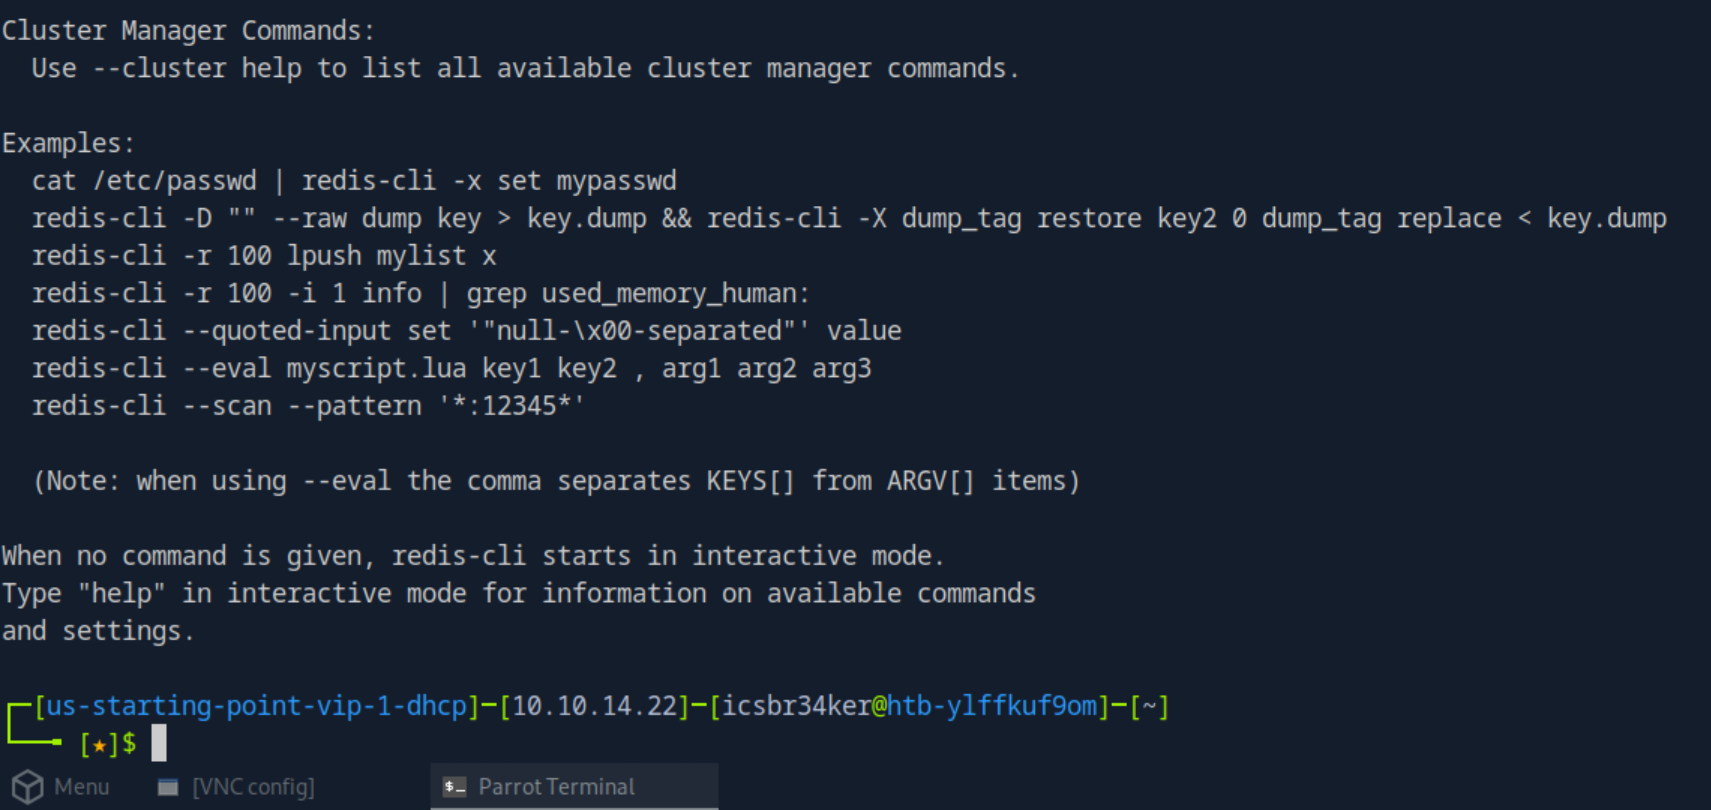 Cluster Manager Commands:
  Use --cluster help to list all available cluster manager commands.

Examples:
  cat /etc/passwd | redis-cli -x set mypasswd
  redis-cli -D "" --raw dump key > key.dump && redis-cli -X dump_tag restore key2 0 dump_tag replace < key.dump
  redis-cli -r 100 lpush mylist x
  redis-cli -r 100 -i 1 info | grep used_memory_human:
  redis-cli --quoted-input set '"null-\x00-separated"' value
  redis-cli --eval myscript.lua key1 key2 , arg1 arg2 arg3
  redis-cli --scan --pattern '*:12345*'

  (Note: when using --eval the comma separates KEYS[] from ARGV[] items)

When no command is given, redis-cli starts in interactive mode.
Type "help" in interactive mode for information on available commands
and settings.

┌─[us-starting-point-vip-1-dhcp]─[10.10.14.22]─[icsbr34ker@htb-ylffkuf9om]─[~]
└──╼ [★]$
Menu [VNC config] $_ Parrot Terminal